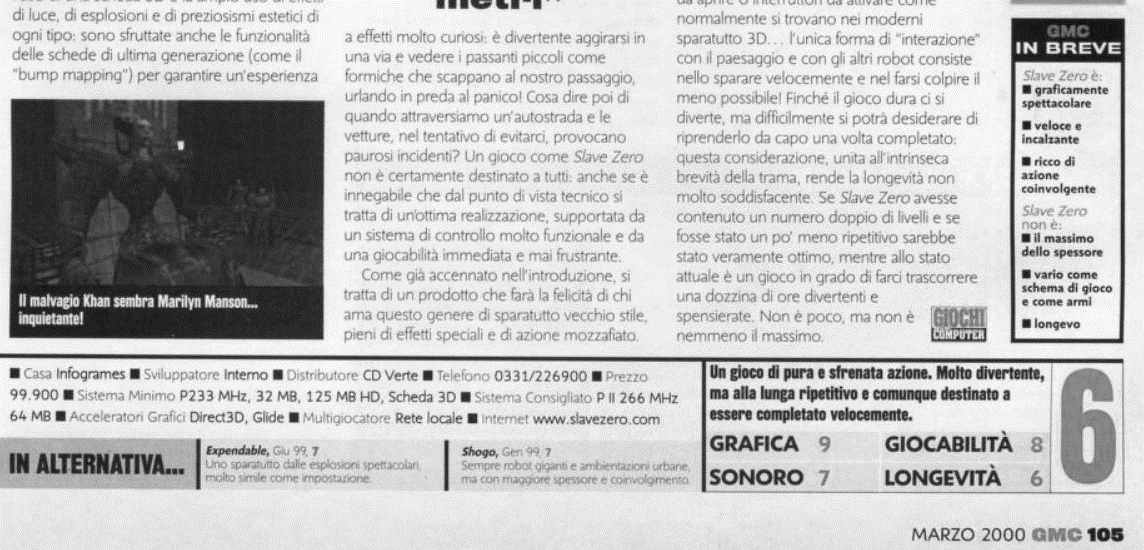 di luce, di esplosioni e di preziosismi estetici di
ogni tipo: sono sfruttate anche le funzionalità
delle schede di ultima generazione (come il
"bump mapping") per garantire un'esperienza
Il malvagio Khan sembra Marilyn Manson...
inquietante!
a effetti molto curiosi: è divertente aggirarsi in
una via e vedere i passanti piccoli come
formiche che scappano al nostro passaggio,
urlando in preda al panico! Cosa dire poi di
quando attraversiamo un'autostrada e le
vetture, nel tentativo di evitarci, provocano
paurosi incidenti? Un gioco come Slave Zero
non è certamente destinato a tutti: anche se è
innegabile che dal punto di vista tecnico si
tratta di un'ottima realizzazione, supportata da
un sistema di controllo molto funzionale e da
una giocabilità immediata e mai frustrante.
Come già accennato nell'introduzione, si
tratta di un prodotto che farà la felicità di chi
ama questo genere di sparatutto vecchio stile,
pieni di effetti speciali e di azione mozzafiato.
da aprire o interruttori da attivare come
normalmente si trovano nei moderni
sparatutto 3D... l'unica forma di "interazione"
con il paesaggio e con gli altri robot consiste
nello sparare velocemente e nel farsi colpire il
meno possibile! Finché il gioco dura ci si
diverte, ma difficilmente si potrà desiderare di
riprenderlo da capo una volta completato:
questa considerazione, unita all'intrinseca
brevità della trama, rende la longevità non
molto soddisfacente. Se Slave Zero avesse
contenuto un numero doppio di livelli e se
fosse stato un po' meno ripetitivo sarebbe
stato veramente ottimo, mentre allo stato
attuale è un gioco in grado di farci trascorrere
una dozzina di ore divertenti e
spensierate. Non è poco, ma non è
nemmeno il massimo.
GIOCHI
COMPUTER
GMC
IN BREVE
Slave Zero è:
■ graficamente
spettacolare
■ veloce e
incalzante
■ ricco di
azione
coinvolgente
Slave Zero
non è:
■ il massimo
dello spessore
■ vario come
schema di gioco
e come armi
■ longevo
■ Casa Infogrames ■ Sviluppatore Interno ■ Distributore CD Verte ■ Telefono 0331/226900 ■ Prezzo
99.900 ■ Sistema Minimo P233 MHz, 32 MB, 125 MB HD, Scheda 3D ■ Sistema Consigliato P II 266 MHz
64 MB ■ Acceleratori Grafici Direct3D, Glide ■ Multigiocatore Rete locale ■ Internet www.slavezero.com
IN ALTERNATIVA...
Expendable, Giu 99, 7
Uno sparatutto dalle esplosioni spettacolari,
molto simile come impostazione.
Shogo, Gen 99, 7
Sempre robot giganti e ambientazioni urbane,
ma con maggiore spessore e coinvolgimento.
Un gioco di pura e sfrenata azione. Molto divertente,
ma alla lunga ripetitivo e comunque destinato a
essere completato velocemente.
GRAFICA 9 GIOCABILITÀ 8
SONORO 7 LONGEVITÀ 6
6
MARZO 2000 GMC 105